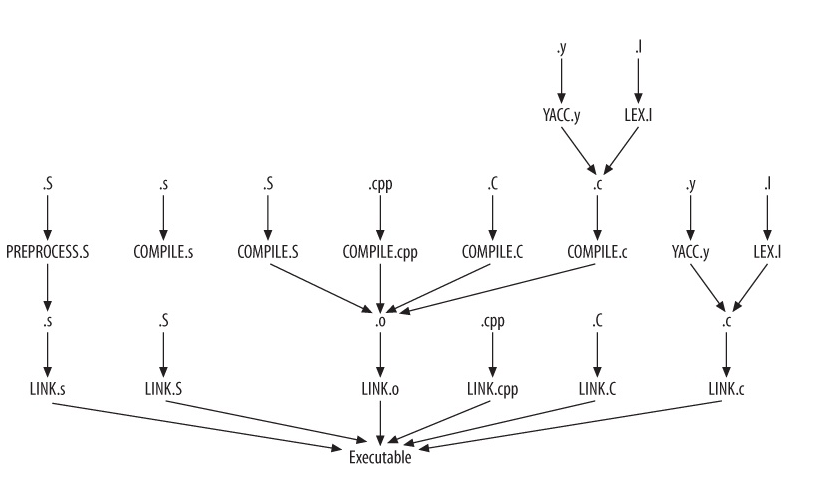 .y .l
YACC.y LEX.l
.S .s .S .cpp .C .c .y .l
PREPROCESS.S COMPILE.s COMPILE.S COMPILE.cpp COMPILE.C COMPILE.c YACC.y LEX.l
.s .S .o .cpp .C .c
LINK.s LINK.S LINK.o LINK.cpp LINK.C LINK.c
Executable